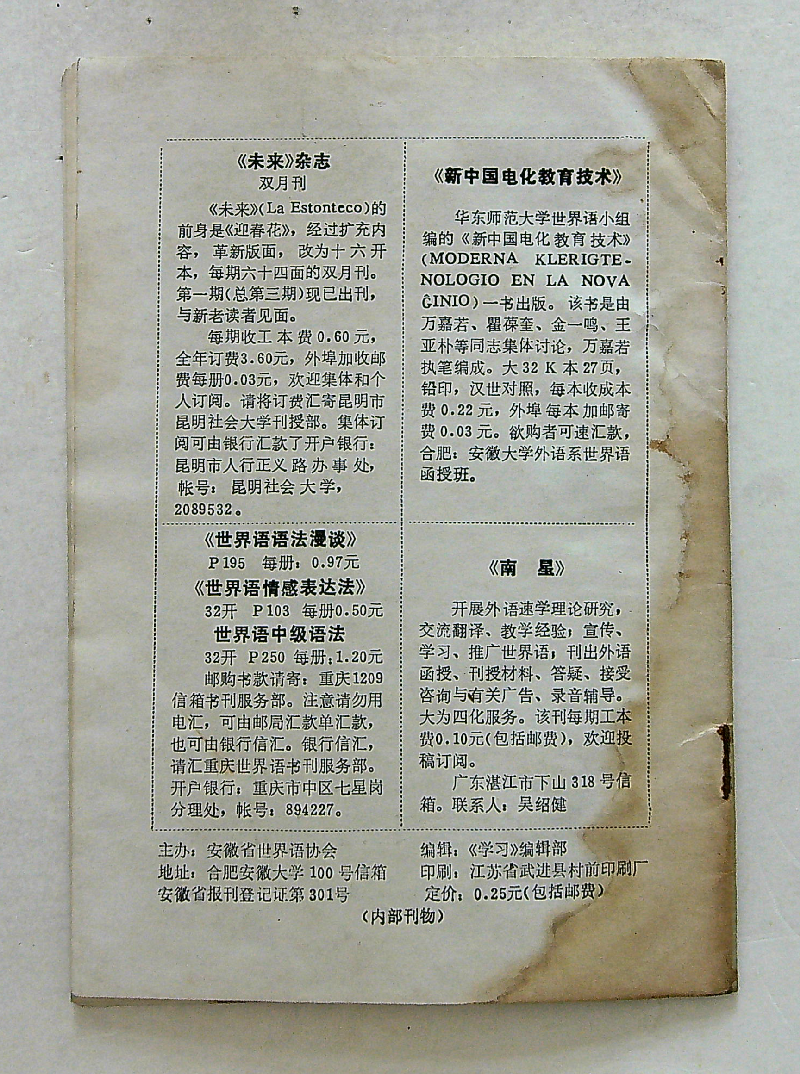 《未来》杂志
双月刊
《未来》(La Estonteco)的
前身是《迎春花》，经过扩充内
容，革新版面，改为十六开
本，每期六十四面的双月刊。
第一期(总第三期)现已出刊，
与新老读者见面。
每期收工本费0.60元，
全年订费3.60元，外埠加收邮
费每册0.03元，欢迎集体和个
人订阅。请将订费汇寄昆明市
昆明社会大学刊授部。集体订
阅可由银行汇款了开户银行：
昆明市人行正义路办事处，
帐号：昆明社会大学，
2089532。
《新中国电化教育技术》
华东师范大学世界语小组
编的《新中国电化教育技术》
(MODERNA KLERIGTE-
NOLOGIO EN LA NOVA
ĈINIO)一书出版。该书是由
万嘉若、瞿葆奎、金一鸣、王
亚朴等同志集体讨论，万嘉若
执笔编成。大32K本27页，
铅印，汉世对照，每本收成本
费0.22元，外埠每本加邮寄
费0.03元。欲购者可速汇款，
合肥：安徽大学外语系世界语
函授班。
《世界语语法漫谈》
P195 每册：0.97元
《世界语情感表达法》
32开 P103 每册0.50元
世界语中级语法
32开 P250 每册：1.20元
邮购书款请寄：重庆1209
信箱书刊服务部。注意请勿用
电汇，可由邮局汇款单汇款，
也可由银行信汇。银行信汇，
请汇重庆世界语书刊服务部。
开户银行：重庆市中区七星岗
分理处，帐号：894227。
《南 星》
开展外语速学理论研究，
交流翻译、教学经验；宣传、
学习、推广世界语；刊出外语
函授、刊授材料、答疑、接受
咨询与有关广告、录音辅导。
大为四化服务。该刊每期工本
费0.10元(包括邮费)，欢迎投
稿订阅。
广东湛江市下山318号信
箱。联系人：吴绍健
主办：安徽省世界语协会
地址：合肥安徽大学100号信箱
安徽省报刊登记证第301号
编辑：《学习》编辑部
印刷：江苏省武进县村前印刷厂
定价：0.25元(包括邮费)
(内部刊物)